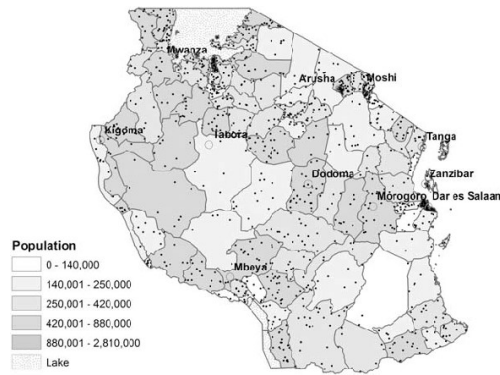 Mwanza
Arusha Moshi
Kigoma
Tabora
Tanga
Dodoma
Zanzibar
Morogoro Dar es Salaam
Mbeya
Population
0 - 140,000
140,001 - 250,000
250,001 - 420,000
420,001 - 880,000
880,001 - 2,810,000
Lake